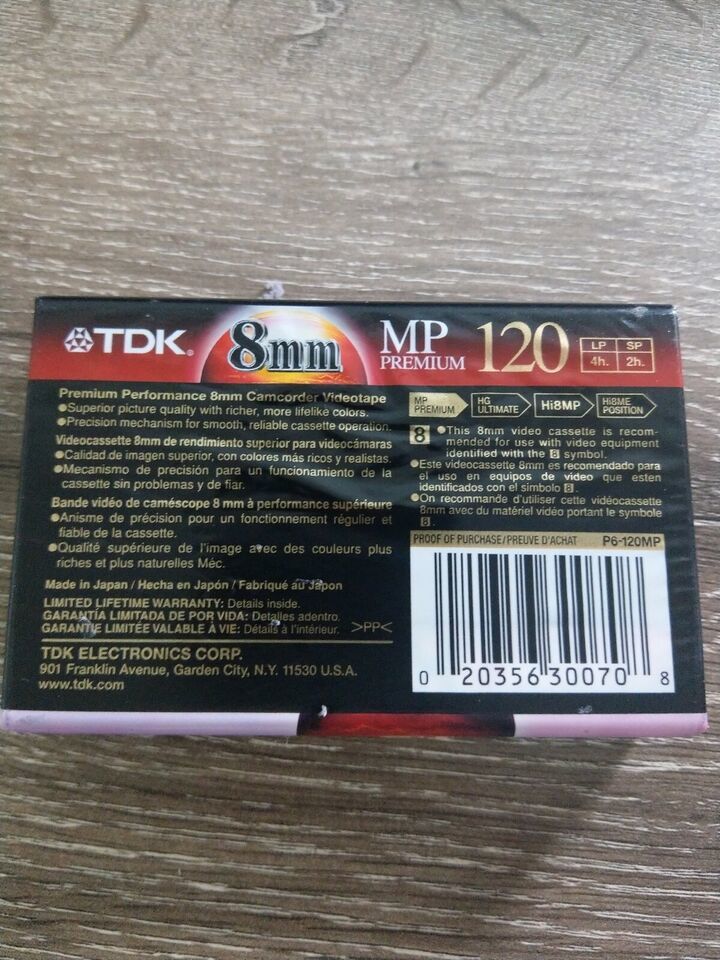 TDK®
8mm
MP
PREMIUM
120
LP SP
4h. 2h.
Premium Performance 8mm Camcorder Videotape
●Superior picture quality with richer, more lifelike colors.
●Precision mechanism for smooth, reliable cassette operation.
Videocassette 8mm de rendimiento superior para videocámaras
●Calidad de imagen superior, con colores más ricos y realistas.
●Mecanismo de precisión para un funcionamiento de la
cassette sin problemas y de fiar.
Bande vidéo de caméscope 8 mm à performance supérieure
●Anisme de précision pour un fonctionnement régulier et
fiable de la cassette.
●Qualité supérieure de l'image avec des couleurs plus
riches et plus naturelles Méc.
Made in Japan / Hecha en Japón / Fabriqué au Japon
LIMITED LIFETIME WARRANTY: Details inside.
GARANTÍA LIMITADA DE POR VIDA: Detalles adentro.
GARANTIE LIMITÉE VALABLE À VIE: Détails à l'intérieur.
>PP<
TDK ELECTRONICS CORP.
901 Franklin Avenue, Garden City, N.Y. 11530 U.S.A.
www.tdk.com
MP PREMIUM
HG ULTIMATE
Hi8MP
Hi8ME POSITION
8 ●This 8mm video cassette is recom-
mended for use with video equipment
identified with the 8 symbol.
●Este videocassette 8mm es recomendado para
el uso en equipos de video que esten
identificados con el simbolo 8.
●On recommande d'utiliser cette vidéocassette
8mm avec du matériel vidéo portant le symbole
8.
PROOF OF PURCHASE/PREUVE D'ACHAT P6-120MP
0 20356 30070 8